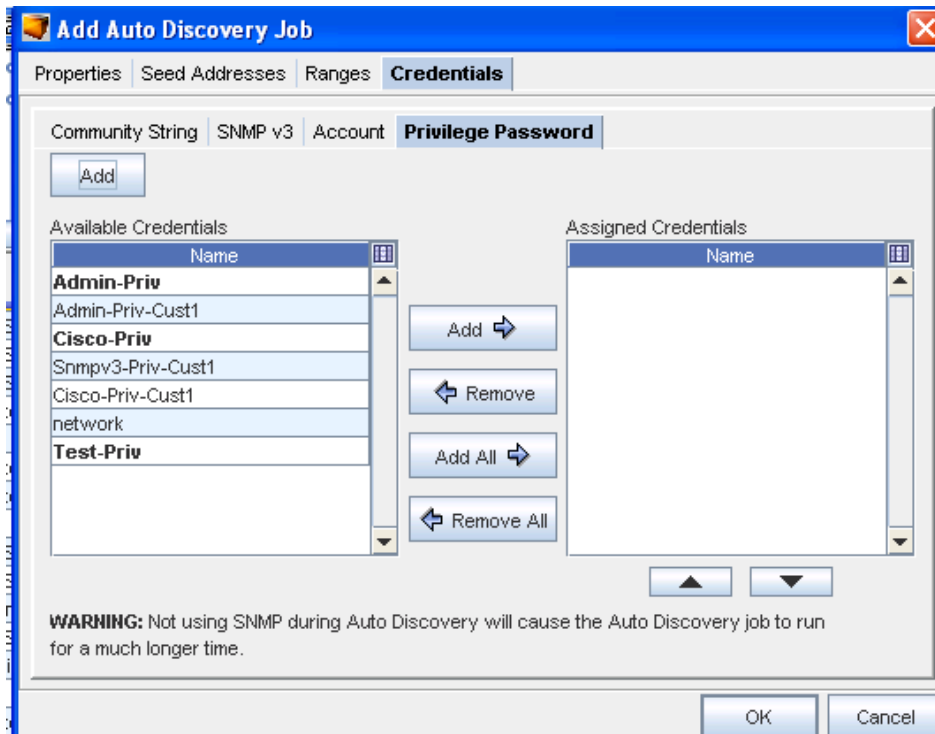 Add Auto Discovery Job
Properties Seed Addresses Ranges Credentials
Community String SNMP v3 Account Privilege Password
Add
Available Credentials Assigned Credentials
Name Name
Admin-Priv
Admin-Priv-Cust1
Cisco-Priv
Snmpv3-Priv-Cust1
Cisco-Priv-Cust1
network
Test-Priv
Add
Remove
Add All
Remove All
WARNING: Not using SNMP during Auto Discovery will cause the Auto Discovery job to run
for a much longer time.
OK Cancel